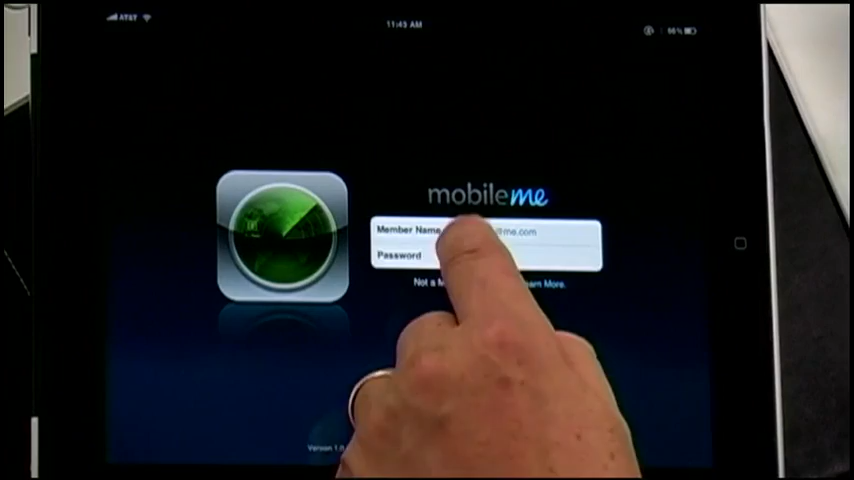 AT&T
11:43 AM
66%
mobileme
Member Name @me.com
Password
Not a M earn More.
Version 1.0